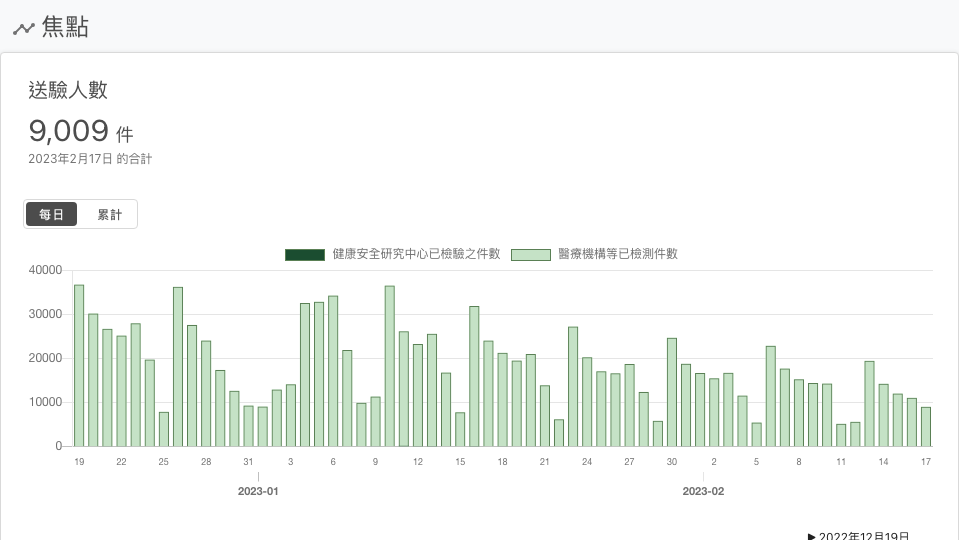 焦點
送驗人數
9,009 件
2023年2月17日 的合計
每日 累計
健康安全研究中心已檢驗之件數 醫療機構等已檢測件數
40000
30000
20000
10000
0
19 22 25 28 31 3 6 9 12 15 18 21 24 27 30 2 5 8 11 14 17
2023-01 2023-02
▶ 2022年12月19日